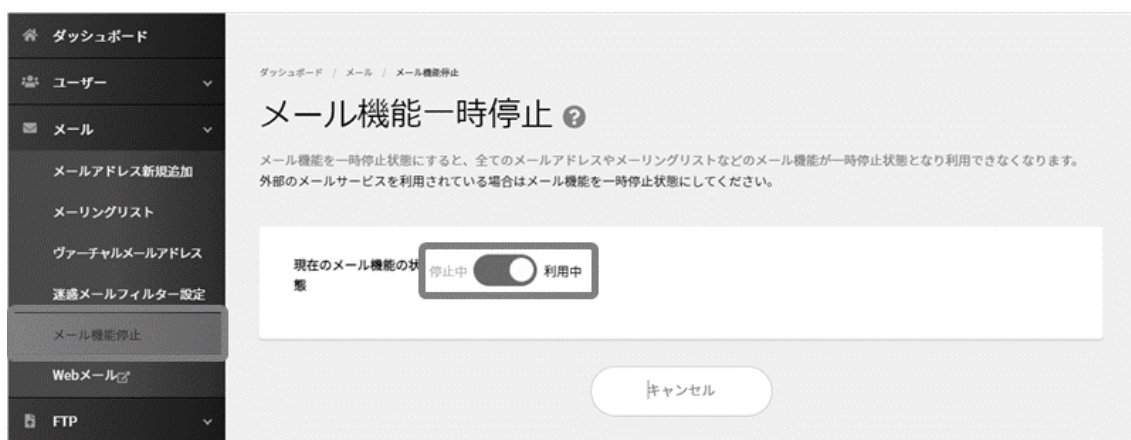 ダッシュボード
ユーザー
メール
メールアドレス新規追加
メーリングリスト
ヴァーチャルメールアドレス
迷惑メールフィルター設定
メール機能停止
Webメール
FTP
ダッシュボード / メール / メール機能停止
メール機能一時停止 ?
メール機能を一時停止状態にすると、全てのメールアドレスやメーリングリストなどのメール機能が一時停止状態となり利用できなくなります。
外部のメールサービスを利用されている場合はメール機能を一時停止状態にしてください。
現在のメール機能の状
態
停止中 利用中
キャンセル